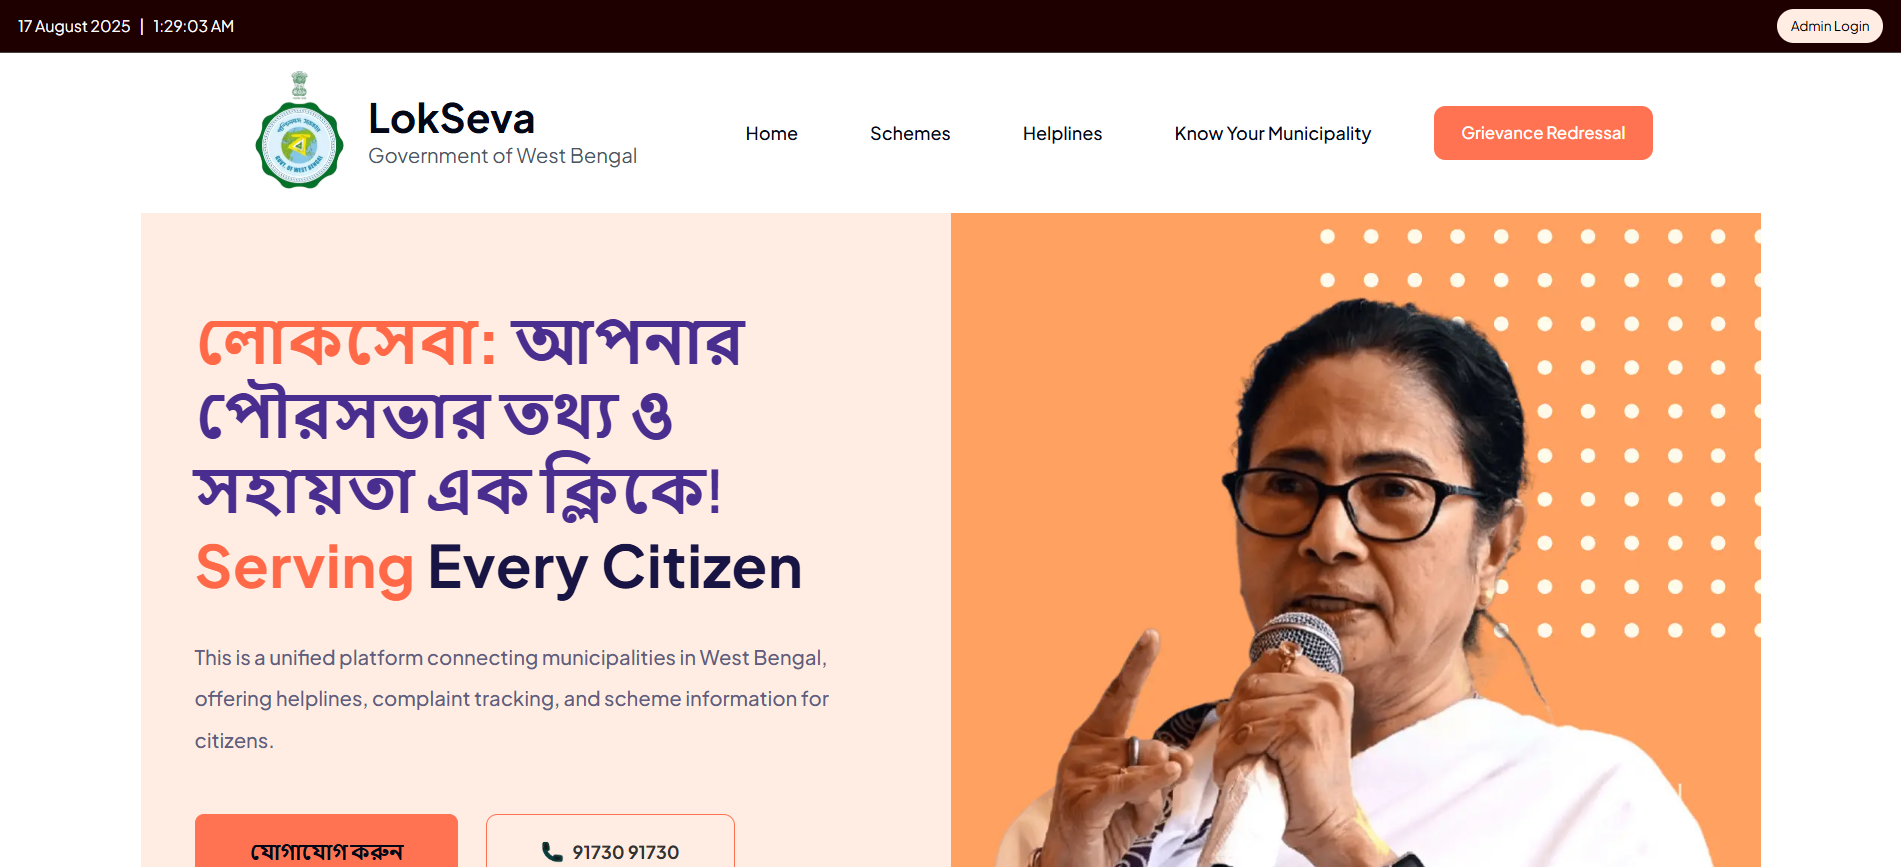 17 August 2025 | 1:29:03 AM
Admin Login
LokSeva
Government of West Bengal
Home
Schemes
Helplines
Know Your Municipality
Grievance Redressal
লোকসেবা: আপনার
পৌরসভার তথ্য ও
সহায়তা এক ক্লিকে!
Serving Every Citizen
This is a unified platform connecting municipalities in West Bengal,
offering helplines, complaint tracking, and scheme information for
citizens.
যোগাযোগ করুন
91730 91730